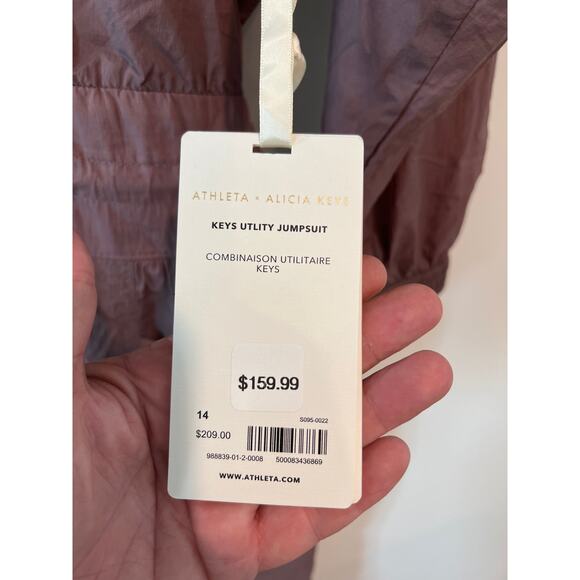 ATHLETA × ALICIA KEYS
KEYS UTLITY JUMPSUIT
COMBINAISON UTILITAIRE
KEYS
$159.99
14
S095-0022
$209.00
988839-01-2-0008
500083436869
WWW.ATHLETA.COM